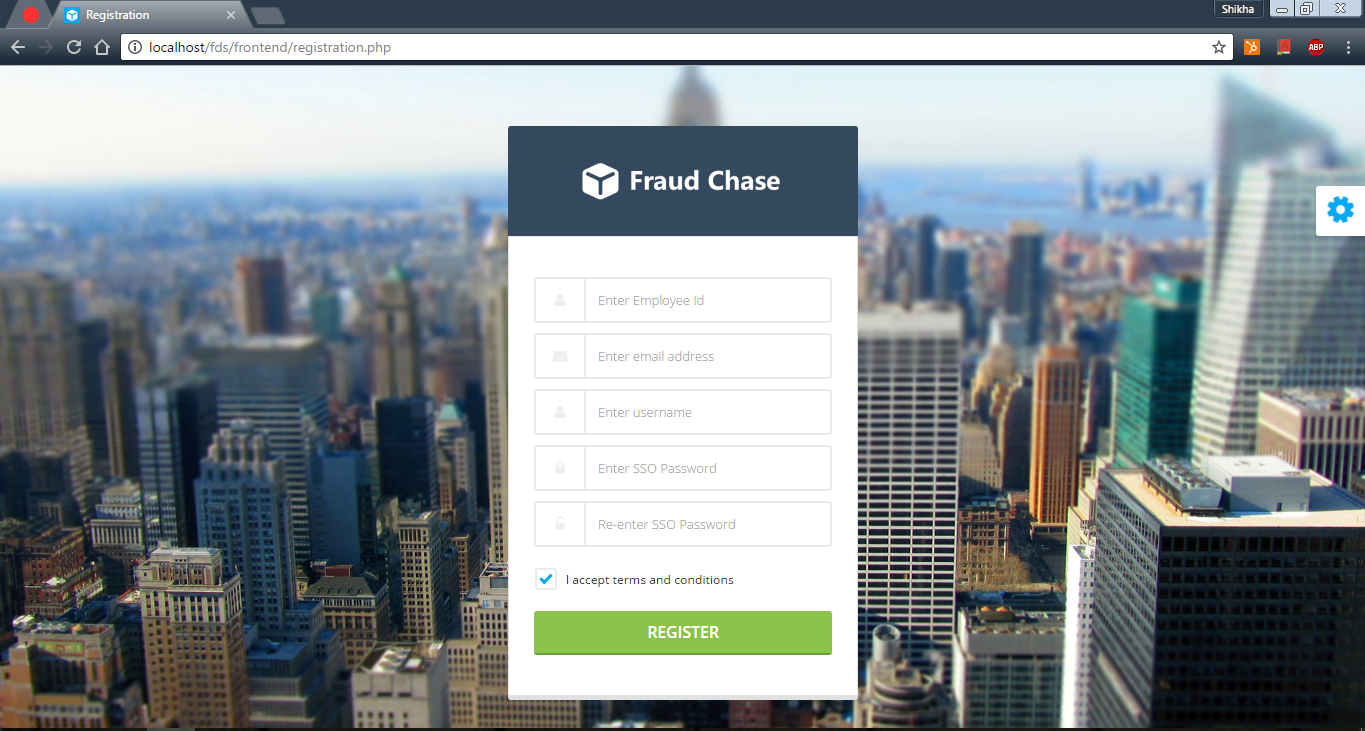 Registration
Shikha
localhost/fds/frontend/registration.php
ABP
Fraud Chase
Enter Employee Id
Enter email address
Enter username
Enter SSO Password
Re-enter SSO Password
I accept terms and conditions
REGISTER